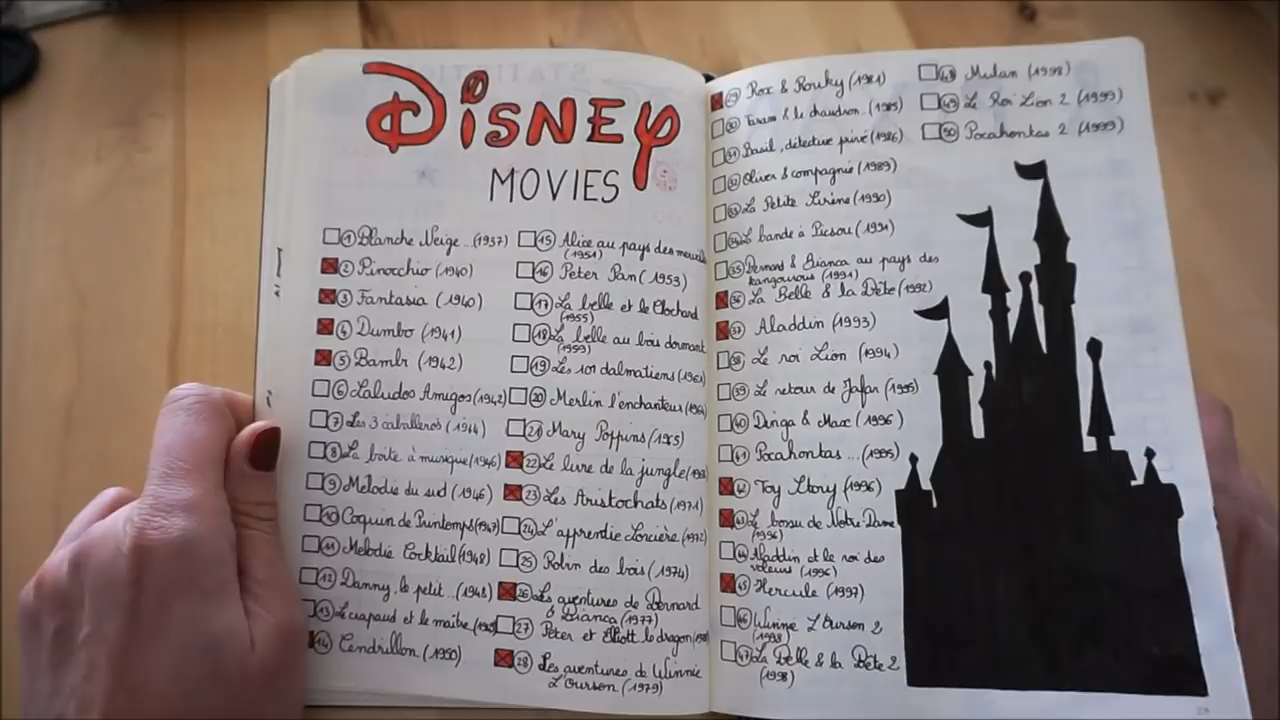 DISNEY
MOVIES
1 Blanche Neige... (1937)
2 Pinocchio (1940)
3 Fantasia (1940)
4 Dumbo (1941)
5 Bambi (1942)
6 Saludos Amigos (1942)
7 Les 3 caballeros (1944)
8 La boite à musique (1946)
9 Mélodie du sud (1946)
10 Coquin de Printemps (1947)
11 Mélodie Cocktail (1948)
12 Danny, le petit... (1948)
13 Le crapaud et le maître
14 Cendrillon (1950)
15 Alice au pays des
(1951)
16 Peter Pan (1953)
17 La belle et le Clochard
(1955)
18 La belle au bois dormant
(1959)
19 Les 101 dalmatiens (1961
20 Merlin l'enchanteur
21 Mary Poppins (1965)
22 Le livre de la jungle
23 Les Aristochats (1971)
24 L'apprentie Sorcière (1972)
25 Robin des bois (1974)
26 Les aventures de Bernard
& Bianca (1977)
27 Peter et Elliott le dragon
28 Les aventures de Winnie
L'Ourson (1979)
29 Rox & Rouky (1981)
30 Taram & le chaudron... (1985)
31 Basil, détective privé (1986)
32 Oliver & compagnie (1989)
33 La Petite Sirène (1990)
34 La bande à Picsou (1991)
35 Bernard & Bianca au pays des
kangourous (1991)
36 La Belle & la Bête (1992)
37 Aladdin (1993)
38 Le roi Lion (1994)
39 Le retour de Jafar (1995)
40 Dingo & Max (1996)
41 Pocahontas ... (1995)
42 Toy Story (1996)
43 Le bossu de Notre-Dame
(1996)
44 Aladdin et le roi des
voleurs (1996)
45 Hercule (1997)
46 Winnie L'Ourson 2
(1998)
47 La Belle & la Bête 2
(1998)
48 Mulan (1998)
49 Le Roi Lion 2 (1999)
50 Pocahontas 2 (1999)